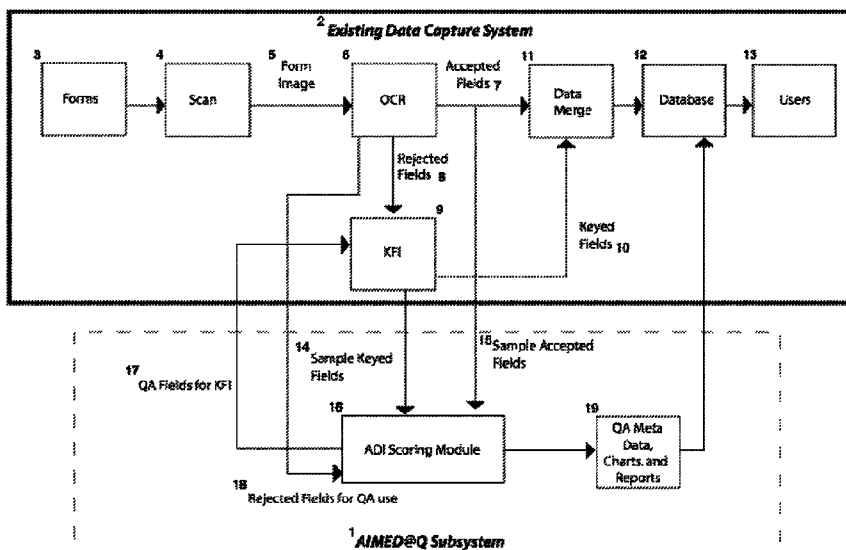 2 Existing Data Capture System
3
Forms
4
Scan
5 Form
Image
6
OCR
Accepted
Fields 7
11
Data
Merge
12
Database
13
Users
Rejected
Fields 8
9
KFI
Keyed
Fields 10
14
Sample Keyed
Fields
15 Sample Accepted
Fields
17
QA Fields for KFI
16
ADI Scoring Module
19
QA Meta
Data,
Charts, and
Reports
18
Rejected Fields for QA use
1 AIMED@Q Subsystem